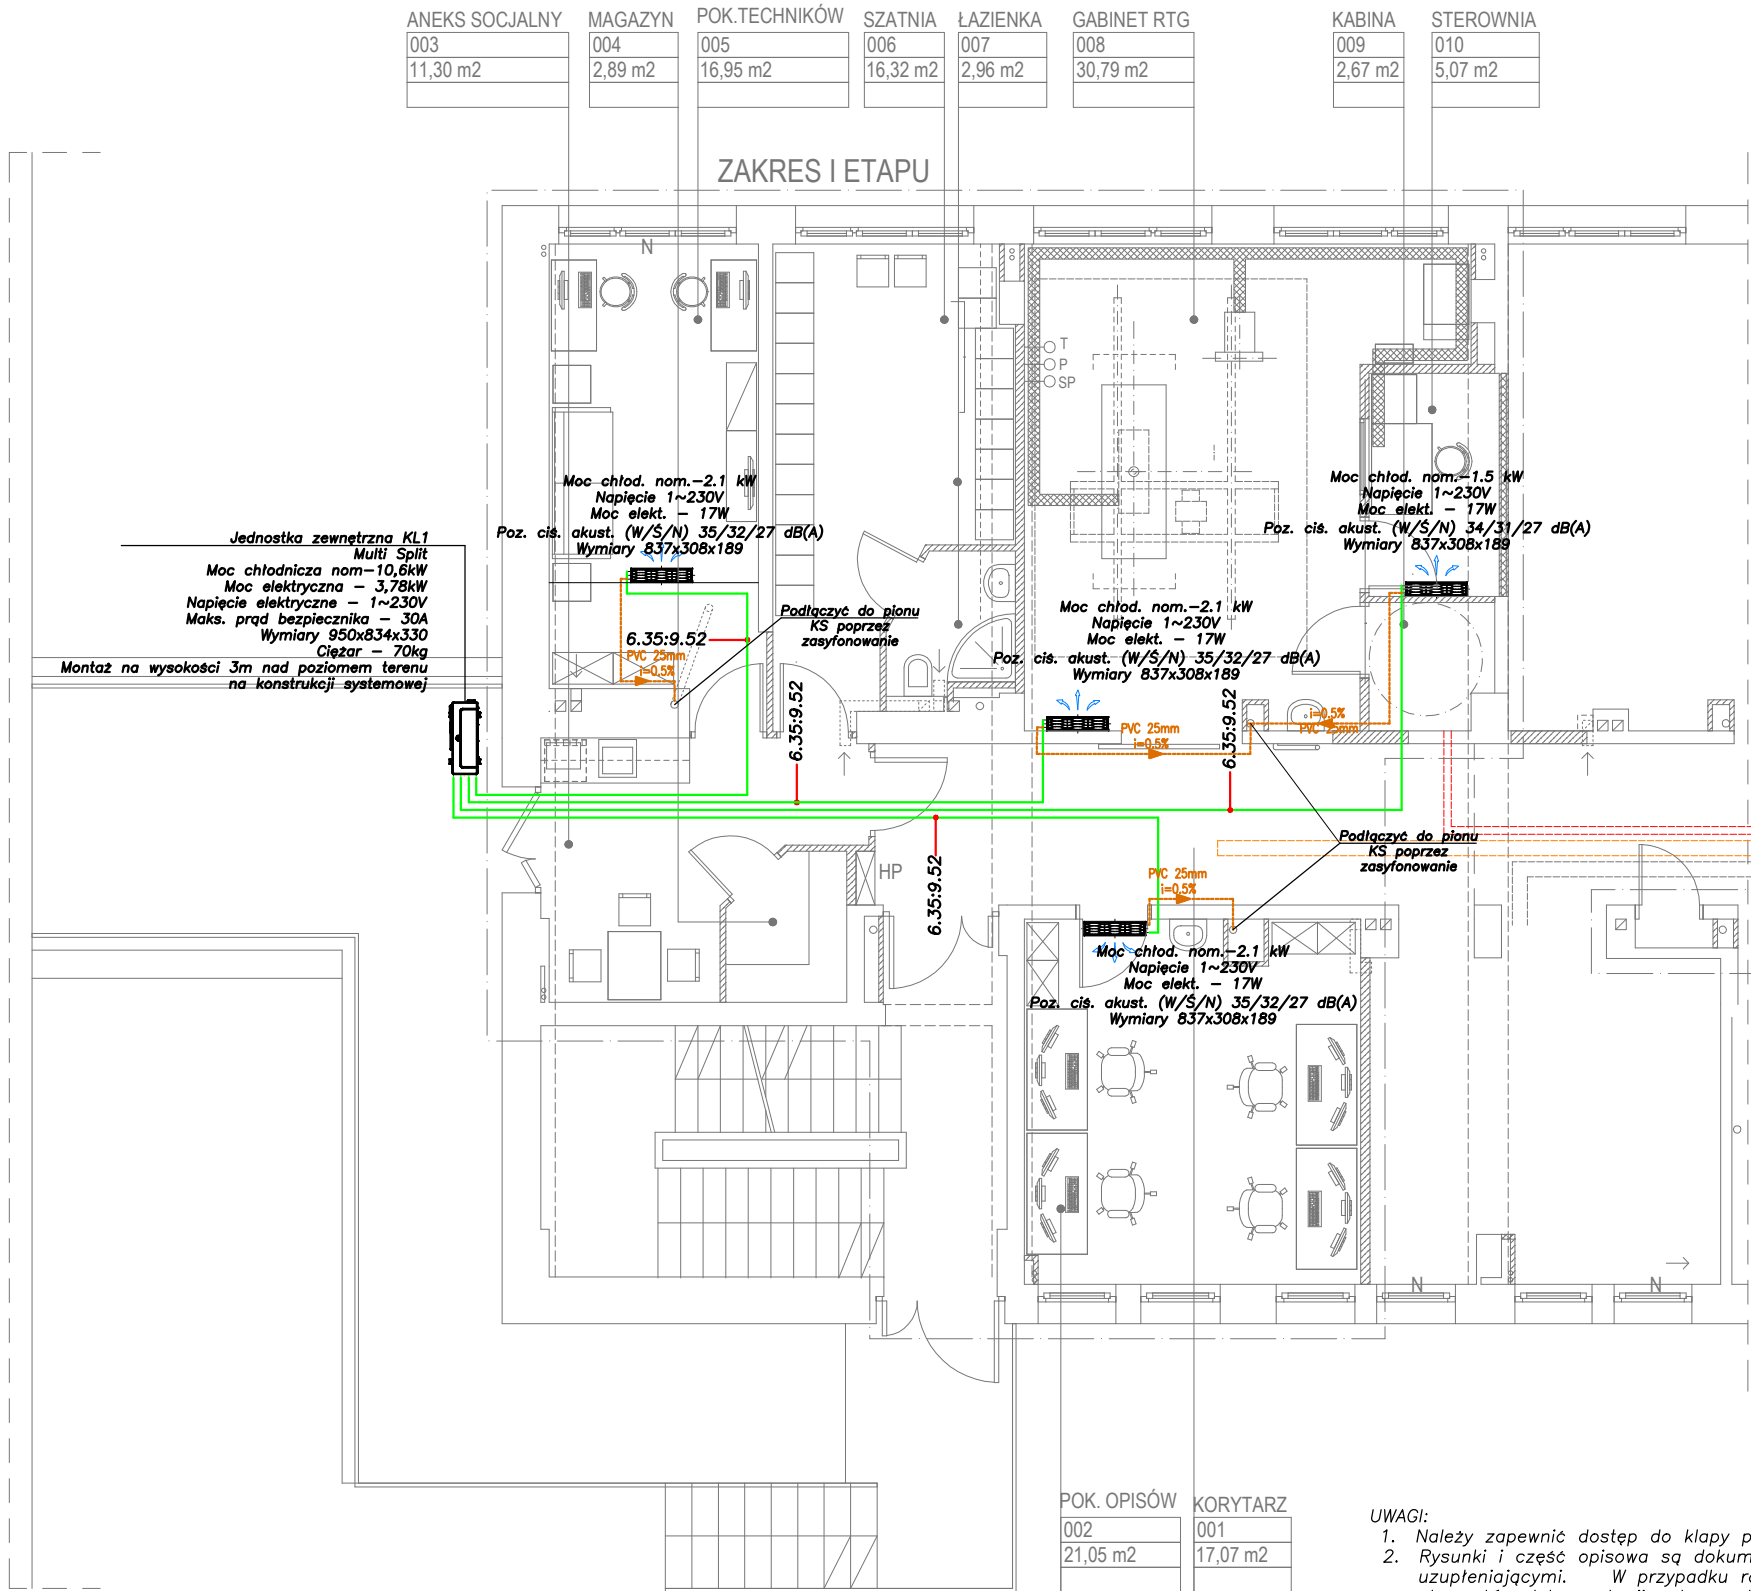 ANEKS SOCJALNY
003
11,30 m2
MAGAZYN
004
2,89 m2
POK.TECHNIKÓW
005
16,95 m2
SZATNIA
006
16,32 m2
ŁAZIENKA
007
2,96 m2
GABINET RTG
008
30,79 m2
KABINA
009
2,67 m2
STEROWNIA
010
5,07 m2
ZAKRES I ETAPU
N
T
P
SP
Moc chłod. nom.-2.1 kW
Napięcie 1~230V
Moc elekt. - 17W
Poz. ciś. akust. (W/Ś/N) 35/32/27 dB(A)
Wymiary 837x308x189
Moc chłod. nom.-1.5 kW
Napięcie 1~230V
Moc elekt. - 17W
Poz. ciś. akust. (W/Ś/N) 34/31/27 dB(A)
Wymiary 837x308x189
Jednostka zewnętrzna KL1
Multi Split
Moc chłodnicza nom-10,6kW
Moc elektryczna - 3,78kW
Napięcie elektryczne - 1~230V
Maks. prąd bezpiecznika - 30A
Wymiary 950x834x330
Ciężar - 70kg
Montaż na wysokości 3m nad poziomem terenu
na konstrukcji systemowej
Podłączyć do pionu
KS poprzez
zasyfonowanie
6.35:9.52
PVC 25mm
i=0.5%
Moc chłod. nom.-2.1 kW
Napięcie 1~230V
Moc elekt. - 17W
Poz. ciś. akust. (W/Ś/N) 35/32/27 dB(A)
Wymiary 837x308x189
6.35:9.52
PVC 25mm
i=0.5%
6.35:9.52
i=0.5%
PVC 25mm
Podłączyć do pionu
KS poprzez
zasyfonowanie
HP
6.35:9.52
PVC 25mm
i=0.5%
Moc chłod. nom.-2.1 kW
Napięcie 1~230V
Moc elekt. - 17W
Poz. ciś. akust. (W/Ś/N) 35/32/27 dB(A)
Wymiary 837x308x189
N
N
POK. OPISÓW
002
21,05 m2
KORYTARZ
001
17,07 m2
UWAGI:
1. Należy zapewnić dostęp do klapy p
2. Rysunki i część opisowa są dokum
uzupłeniającymi. W przypadku ro